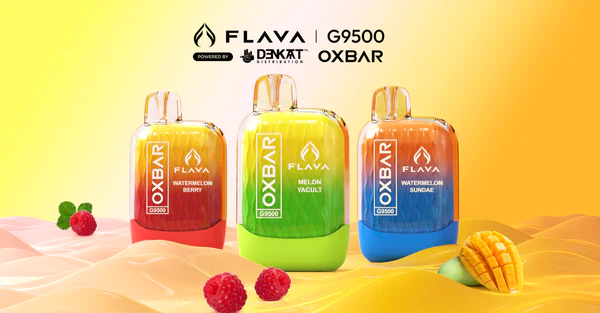 FLAVA | G9500
POWERED BY DENKAT™ OXBAR
DISTRIBUTION
OXBAR
G9500
FLAVA
WATERMELON
BERRY
OXBAR
G9500
FLAVA
MELON
YACULT
OXBAR
G9500
FLAVA
WATERMELON
SUNDAE